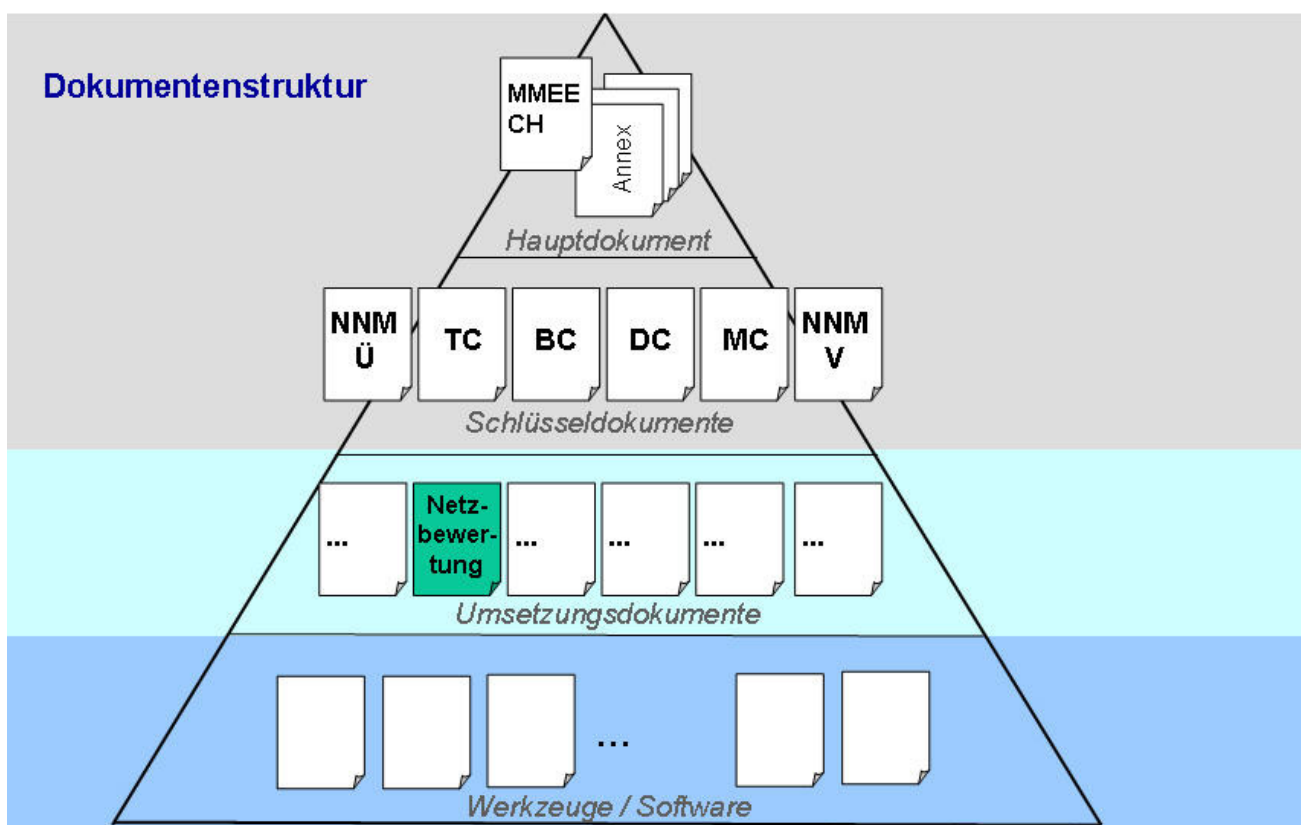 Dokumentenstruktur
MMEE
CH
Annex
Hauptdokument
NNM
Ü
TC
BC
DC
MC
NNM
V
Schlüsseldokumente
...
Netz-
bewer-
tung
...
...
...
...
Umsetzungsdokumente
...
Werkzeuge / Software